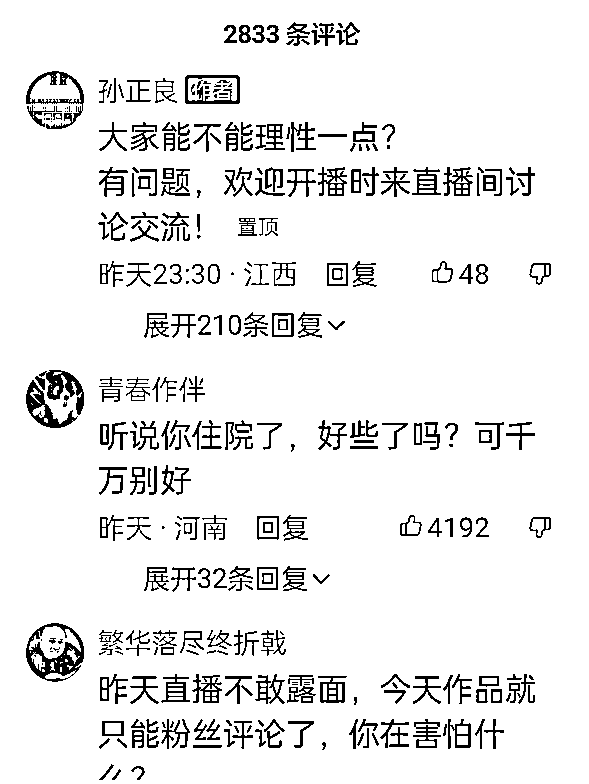 2833 条评论
孙正良 作者
大家能不能理性一点？
有问题，欢迎开播时来直播间讨
论交流！ 置顶
昨天23:30 · 江西 回复 48
展开210条回复
青春作伴
听说你住院了，好些了吗？可千
万别好
昨天 · 河南 回复 4192
展开32条回复
繁华落尽终折戟
昨天直播不敢露面，今天作品就
只能粉丝评论了，你在害怕什
么？